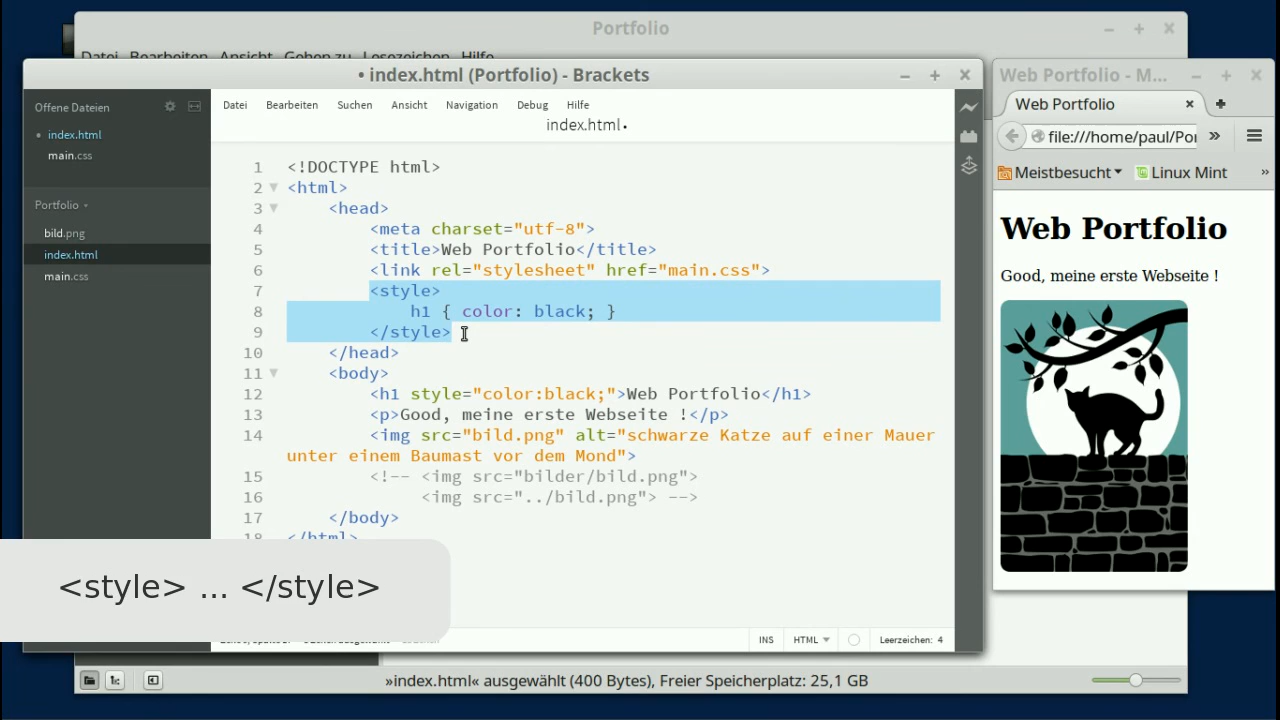 Portfolio
Datei Bearbeiten Ansicht Gehen zu Lesezeichen Hilfe
• index.html (Portfolio) - Brackets
Offene Dateien
• index.html
main.css
Portfolio
bild.png
index.html
main.css
Datei Bearbeiten Suchen Ansicht Navigation Debug Hilfe
index.html•
1 <!DOCTYPE html>
2 <html>
3 <head>
4 <meta charset="utf-8">
5 <title>Web Portfolio</title>
6 <link rel="stylesheet" href="main.css">
7 <style>
8 h1 { color: black; }
9 </style>
10 </head>
11 <body>
12 <h1 style="color:black;">Web Portfolio</h1>
13 <p>Good, meine erste Webseite !</p>
14 <img src="bild.png" alt="schwarze Katze auf einer Mauer
unter einem Baumast vor dem Mond">
15 <!-- <img src="bilder/bild.png">
16 <img src="../bild.png"> -->
17 </body>
18 </html>
<style> ... </style>
INS HTML Leerzeichen: 4
»index.html« ausgewählt (400 Bytes), Freier Speicherplatz: 25,1 GB
Web Portfolio - M...
Web Portfolio
file:///home/paul/Por
Meistbesucht Linux Mint »
Web Portfolio
Good, meine erste Webseite !